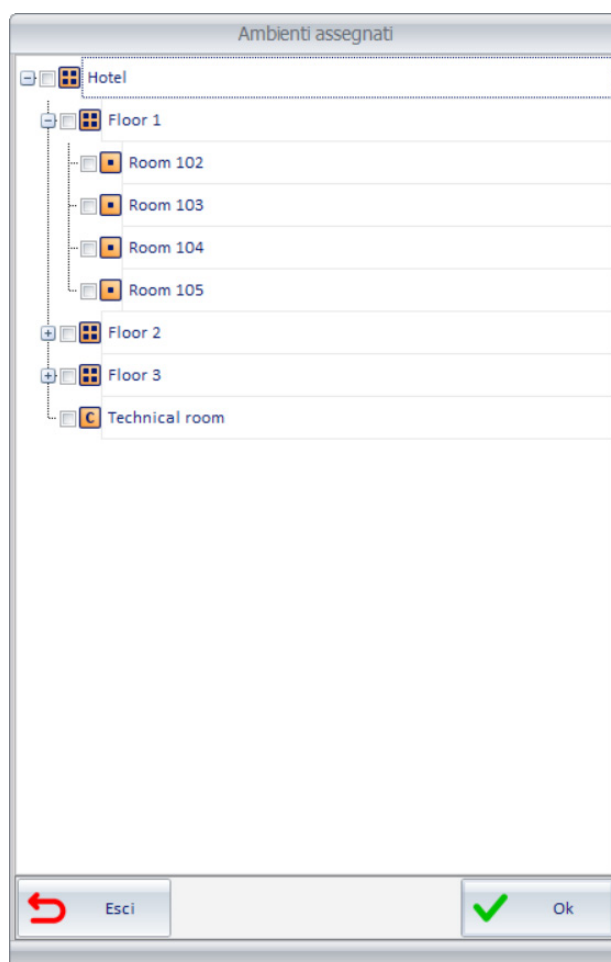 Ambienti assegnati
Hotel
Floor 1
Room 102
Room 103
Room 104
Room 105
Floor 2
Floor 3
C Technical room
Esci
Ok